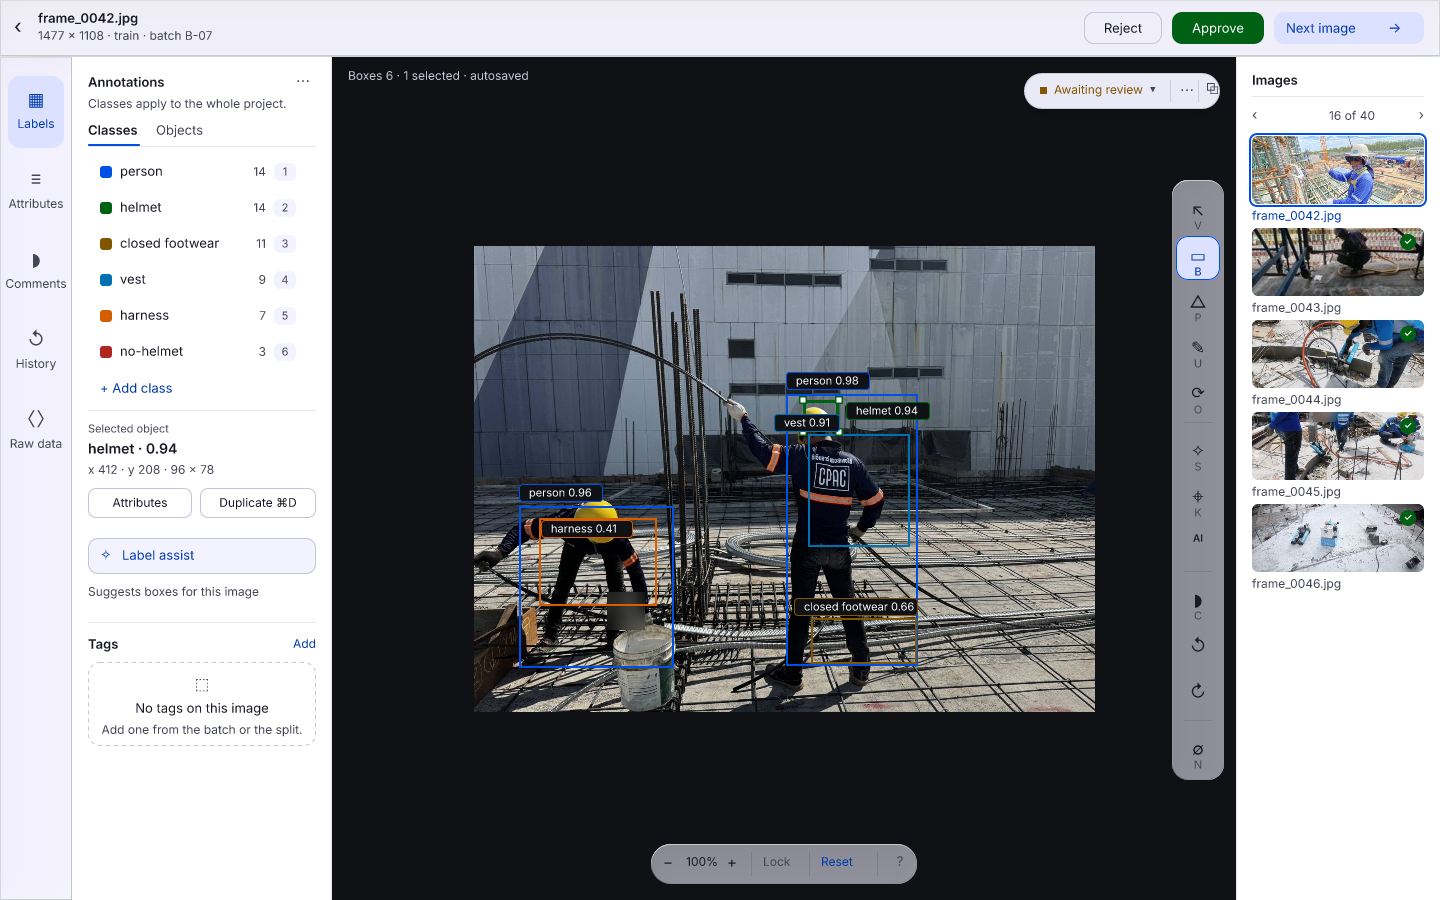 frame_0042.jpg
1477 × 1108 · train · batch B-07
Reject
Approve
Next image
Labels
Attributes
Comments
History
Raw data
Annotations
Classes apply to the whole project.
Classes
Objects
person 14 1
helmet 14 2
closed footwear 11 3
vest 9 4
harness 7 5
no-helmet 3 6
+ Add class
Selected object
helmet · 0.94
x 412 · y 208 · 96 × 78
Attributes
Duplicate ⌘D
Label assist
Suggests boxes for this image
Tags
Add
No tags on this image
Add one from the batch or the split.
Boxes 6 · 1 selected · autosaved
Awaiting review
person 0.98
helmet 0.94
vest 0.91
CPAC
person 0.96
harness 0.41
closed footwear 0.66
V
B
P
U
O
S
K
AI
C
N
− 100% +
Lock
Reset
?
Images
16 of 40
frame_0042.jpg
frame_0043.jpg
frame_0044.jpg
frame_0045.jpg
frame_0046.jpg